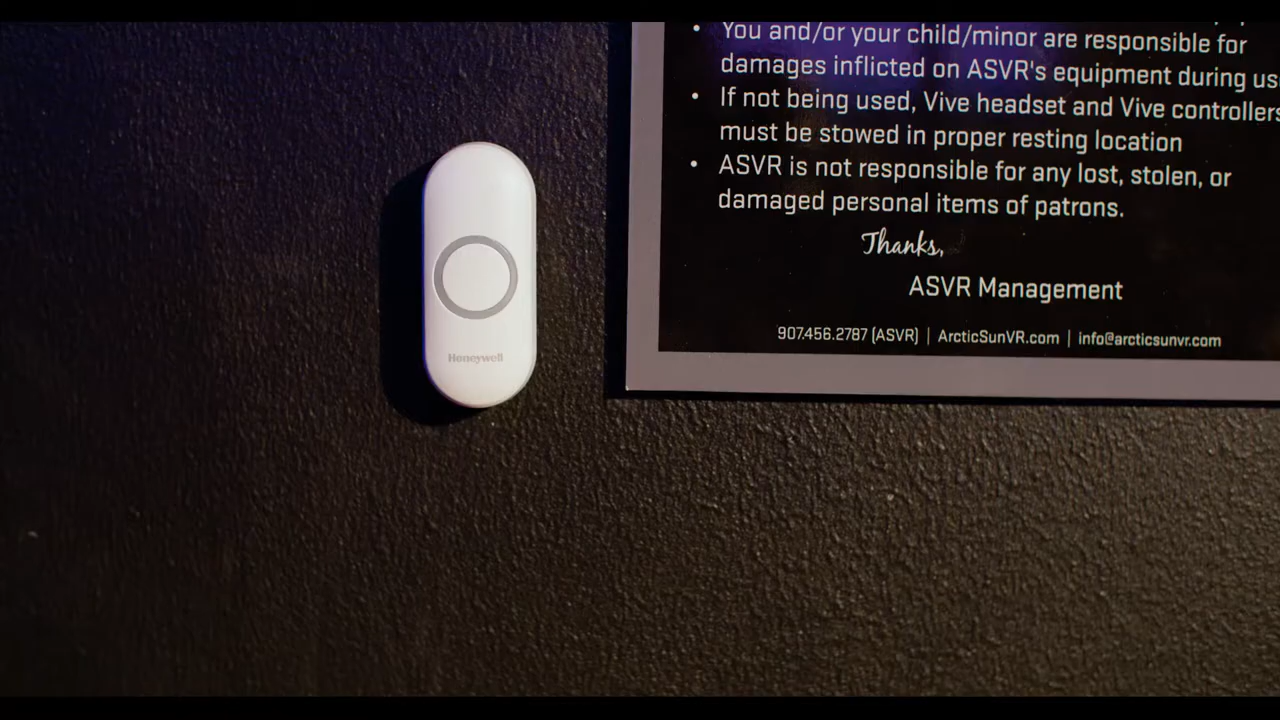 • You and/or your child/minor are responsible for
damages inflicted on ASVR's equipment during
• If not being used, Vive headset and Vive controllers
must be stowed in proper resting location
• ASVR is not responsible for any lost, stolen, or
damaged personal items of patrons.
Thanks,
ASVR Management
907.456.2787 (ASVR) | ArcticSunVR.com | info@arcticsunvr.com
Honeywell